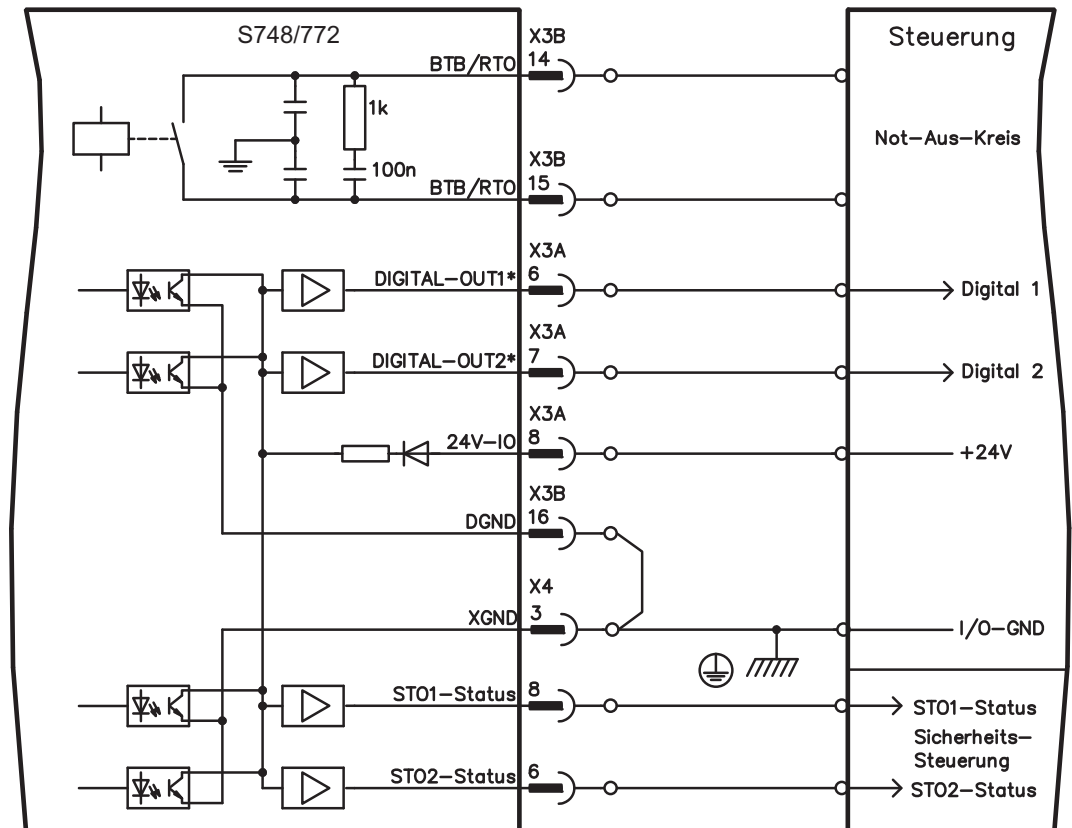 S748/772
X3B
Steuerung
BTB/RTO
14
1k
Not-Aus-Kreis
X3B
100n
BTB/RTO
15
X3A
DIGITAL-OUT1*
6
Digital 1
X3A
DIGITAL-OUT2*
7
Digital 2
X3A
24V-IO
8
+24V
X3B
DGND
16
X4
XGND
3
I/O-GND
STO1-Status
8
STO1-Status
Sicherheits-
Steuerung
STO2-Status
6
STO2-Status